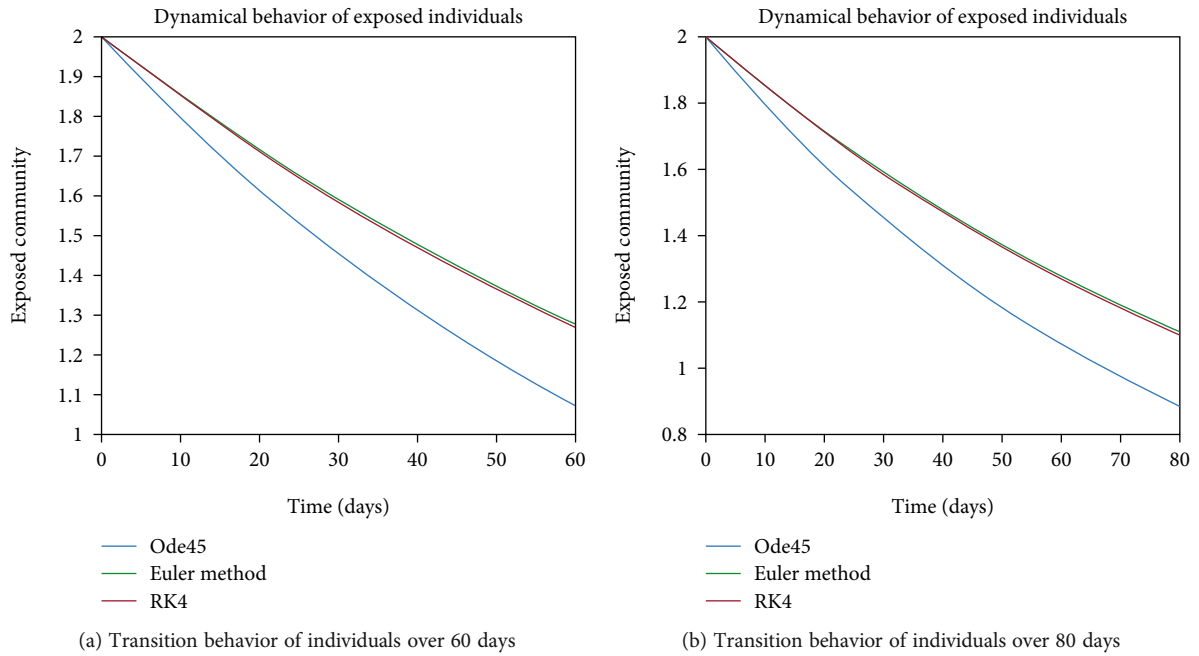 Dynamical behavior of exposed individuals
2
1.9
1.8
1.7
1.6
1.5
1.4
1.3
1.2
1.1
1
Exposed community
0 10 20 30 40 50 60
Time (days)
Ode45
Euler method
RK4
(a) Transition behavior of individuals over 60 days
Dynamical behavior of exposed individuals
2
1.8
1.6
1.4
1.2
1
0.8
Exposed community
0 10 20 30 40 50 60 70 80
Time (days)
Ode45
Euler method
RK4
(b) Transition behavior of individuals over 80 days